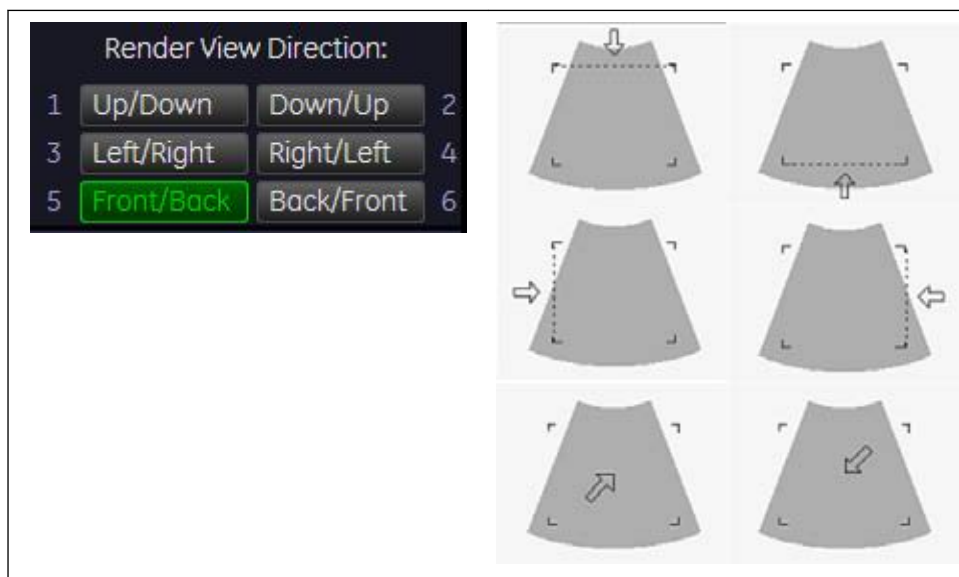 Render View Direction:
1 Up/Down Down/Up 2
3 Left/Right Right/Left 4
5 Front/Back Back/Front 6